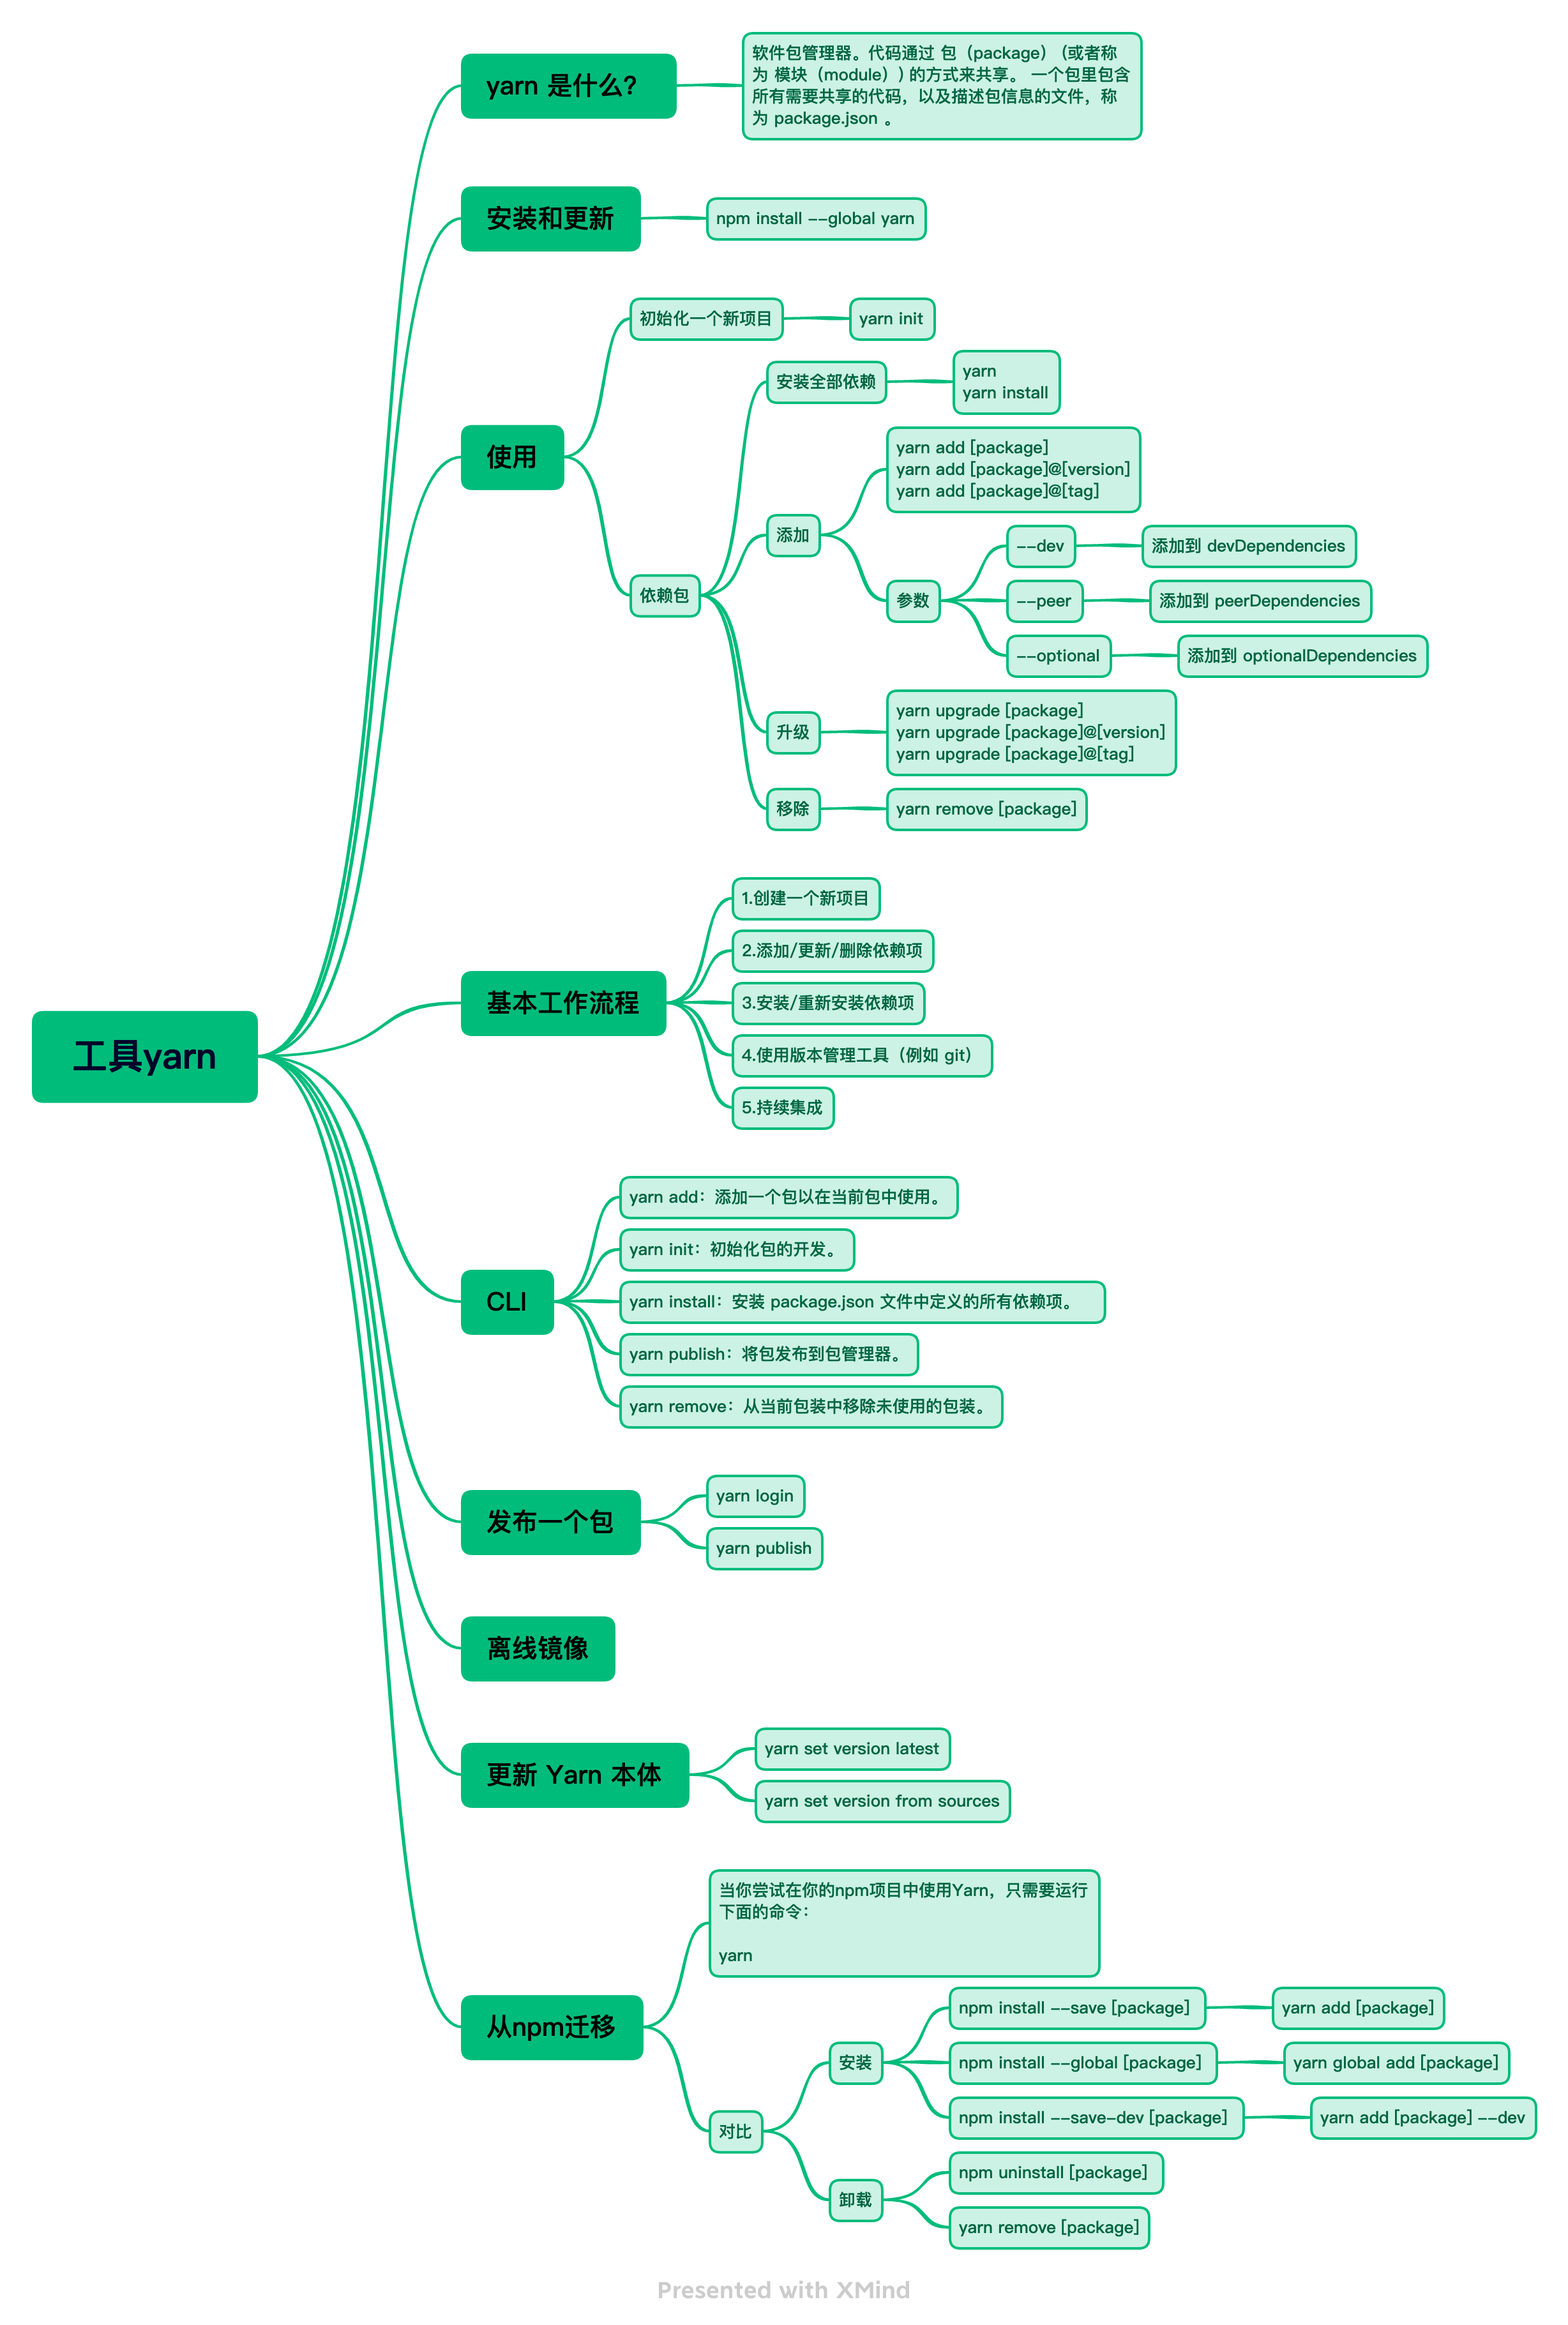 工具yarn
yarn 是什么?
软件包管理器。代码通过 包（package）（或者称
为 模块（module）) 的方式来共享。 一个包里包含
所有需要共享的代码，以及描述包信息的文件，称
为 package.json 。
安装和更新
npm install --global yarn
使用
初始化一个新项目
yarn init
依赖包
安装全部依赖
yarn
yarn install
添加
yarn add [package]
yarn add [package]@[version]
yarn add [package]@[tag]
参数
--dev
添加到 devDependencies
--peer
添加到 peerDependencies
--optional
添加到 optionalDependencies
升级
yarn upgrade [package]
yarn upgrade [package]@[version]
yarn upgrade [package]@[tag]
移除
yarn remove [package]
基本工作流程
1.创建一个新项目
2.添加/更新/删除依赖项
3.安装/重新安装依赖项
4.使用版本管理工具（例如 git）
5.持续集成
CLI
yarn add：添加一个包以在当前包中使用。
yarn init：初始化包的开发。
yarn install：安装 package.json 文件中定义的所有依赖项。
yarn publish：将包发布到包管理器。
yarn remove：从当前包装中移除未使用的包装。
发布一个包
yarn login
yarn publish
离线镜像
更新 Yarn 本体
yarn set version latest
yarn set version from sources
从npm迁移
当你尝试在你的npm项目中使用Yarn，只需要运行
下面的命令：
yarn
对比
安装
npm install --save [package]
yarn add [package]
npm install --global [package]
yarn global add [package]
npm install --save-dev [package]
yarn add [package] --dev
卸载
npm uninstall [package]
yarn remove [package]
Presented with XMind